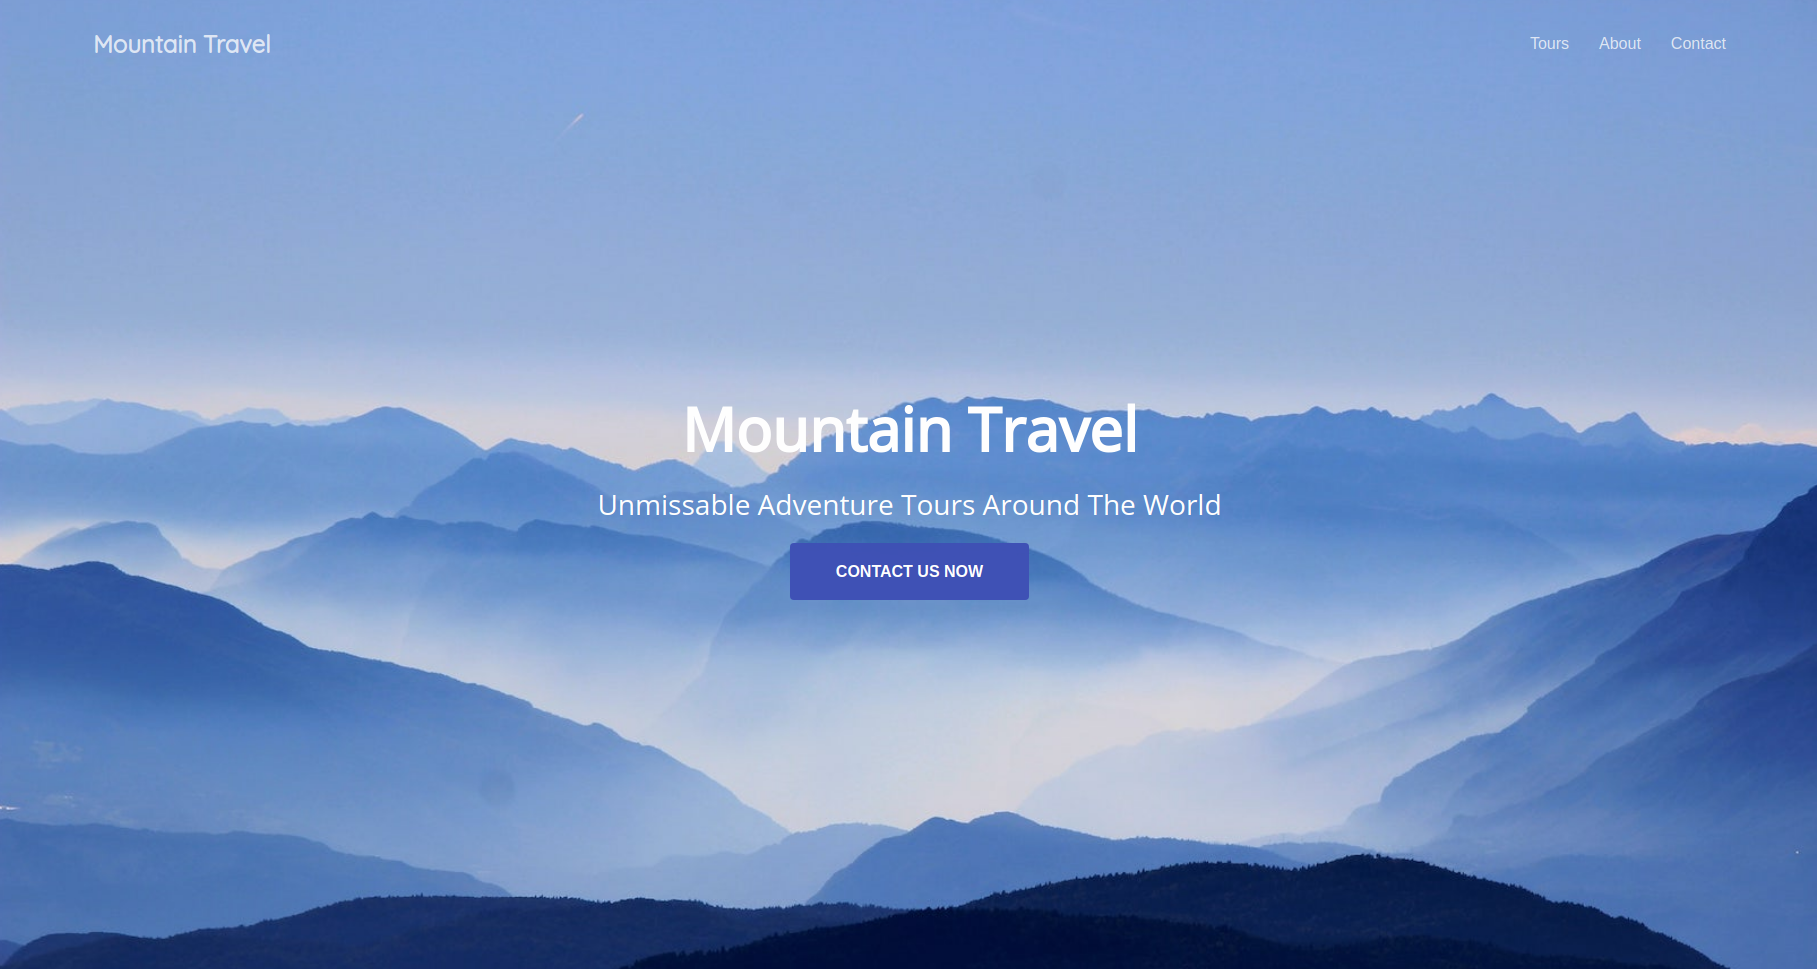 Mountain Travel
Tours About Contact
Mountain Travel
Unmissable Adventure Tours Around The World
CONTACT US NOW